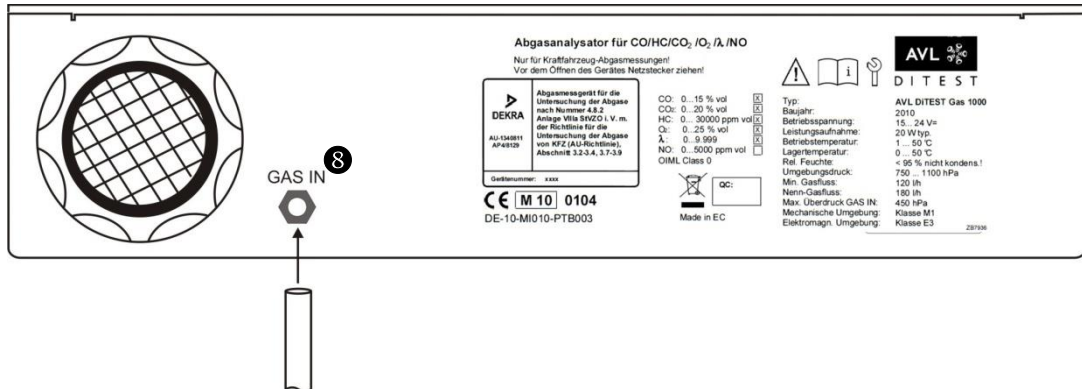 GAS IN
8
Abgasanalysator für CO/HC/CO₂ /O₂ /λ /NO
Nur für Kraftfahrzeug-Abgasmessungen!
Vor dem Öffnen des Gerätes Netzstecker ziehen!
DEKRA
AU-1340811
AP4/8129
Abgasmessgerät für die
Untersuchung der Abgase
nach Nummer 4.8.2
Anlage VIIIa StVZO i. V. m.
der Richtlinie für die
Untersuchung der Abgase
von KFZ (AU-Richtlinie),
Abschnitt 3.2-3.4, 3.7-3.9
Gerätenummer: xxxx
CE M 10 0104
DE-10-MI010-PTB003
CO: 0...15 % vol X
CO₂: 0...20 % vol X
HC: 0... 30000 ppm vol X
O₂: 0...25 % vol X
λ: 0...9.999 X
NO: 0...5000 ppm vol
OIML Class 0
QC:
Made in EC
i
AVL
DITEST
Typ: AVL DiTEST Gas 1000
Baujahr: 2010
Betriebsspannung: 15... 24 V=
Leistungsaufnahme: 20 W typ.
Betriebstemperatur: 1 ... 50 °C
Lagertemperatur: 0 ... 50 °C
Rel. Feuchte: < 95 % nicht kondens.!
Umgebungsdruck: 750 ... 1100 hPa
Min. Gasfluss: 120 l/h
Nenn-Gasfluss: 180 l/h
Max. Überdruck GAS IN: 450 hPa
Mechanische Umgebung: Klasse M1
Elektromagn. Umgebung: Klasse E3
ZB7936